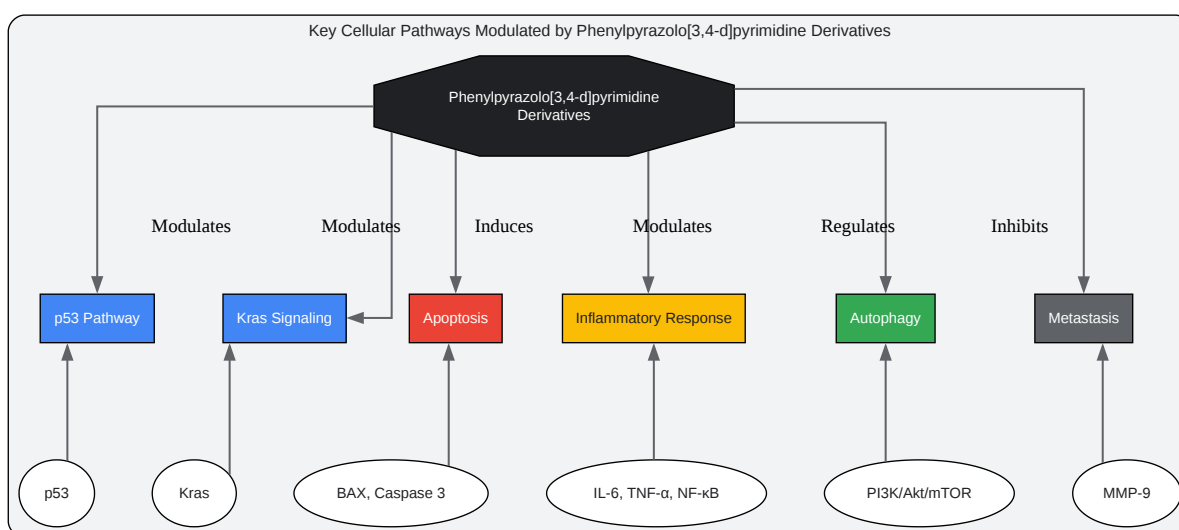 Key Cellular Pathways Modulated by Phenylpyrazolo[3,4-d]pyrimidine Derivatives
Phenylpyrazolo[3,4-d]pyrimidine
Derivatives
Modulates
Modulates
Induces
Modulates
Regulates
Inhibits
p53 Pathway
Kras Signaling
Apoptosis
Inflammatory Response
Autophagy
Metastasis
p53
Kras
BAX, Caspase 3
IL-6, TNF-α, NF-κB
PI3K/Akt/mTOR
MMP-9